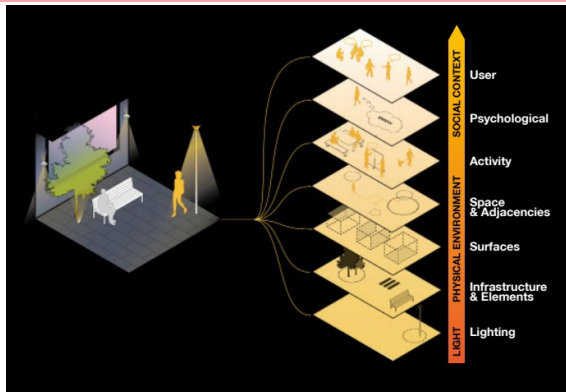 User
Psychological
Activity
Space
& Adjacencies
Surfaces
Infrastructure
& Elements
Lighting
SOCIAL CONTEXT
PHYSICAL ENVIRONMENT
LIGHT